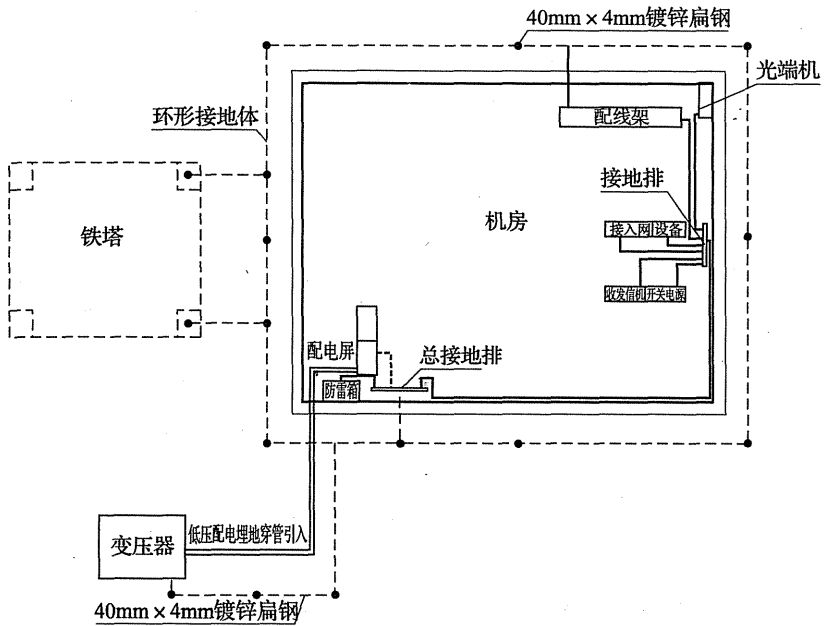 40mm×4mm镀锌扁钢
光端机
环形接地体
配线架
接地排
铁塔
机房
接入网设备
收发信机 开关电源
配电屏
总接地排
防雷箱
低压配电埋地穿管引入
变压器
40mm×4mm镀锌扁钢